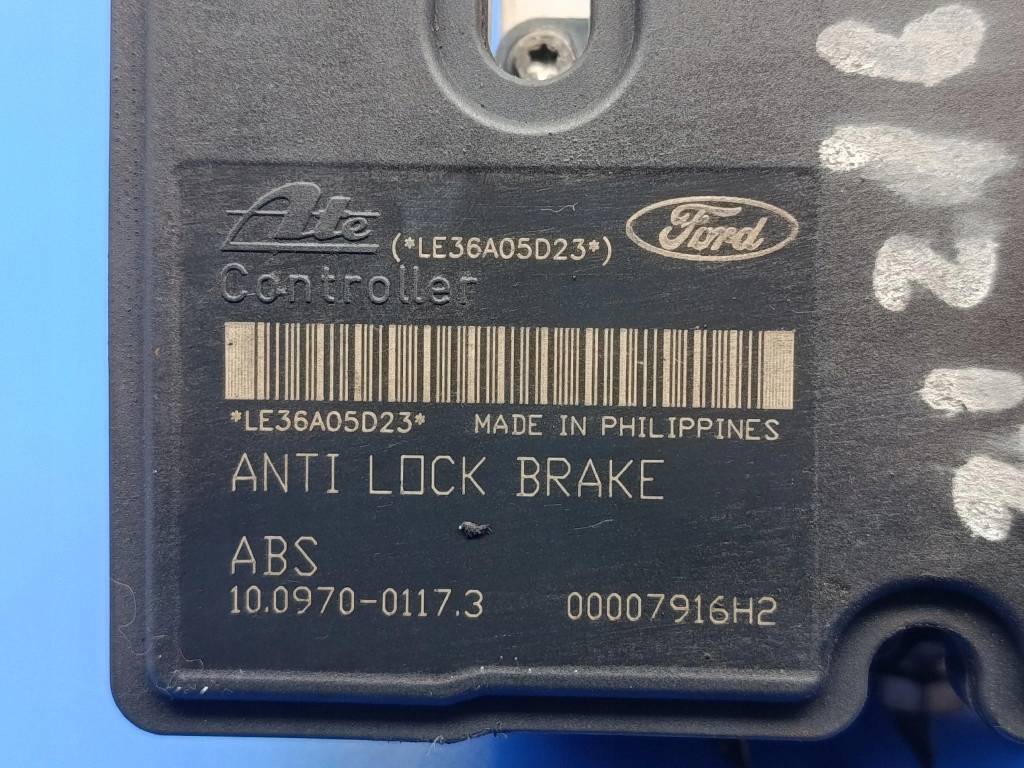 Ate
(*LE36A05D23*)
Ford
Controller
*LE36A05D23* MADE IN PHILIPPINES
ANTI LOCK BRAKE
ABS
10.0970-0117.3 00007916H2